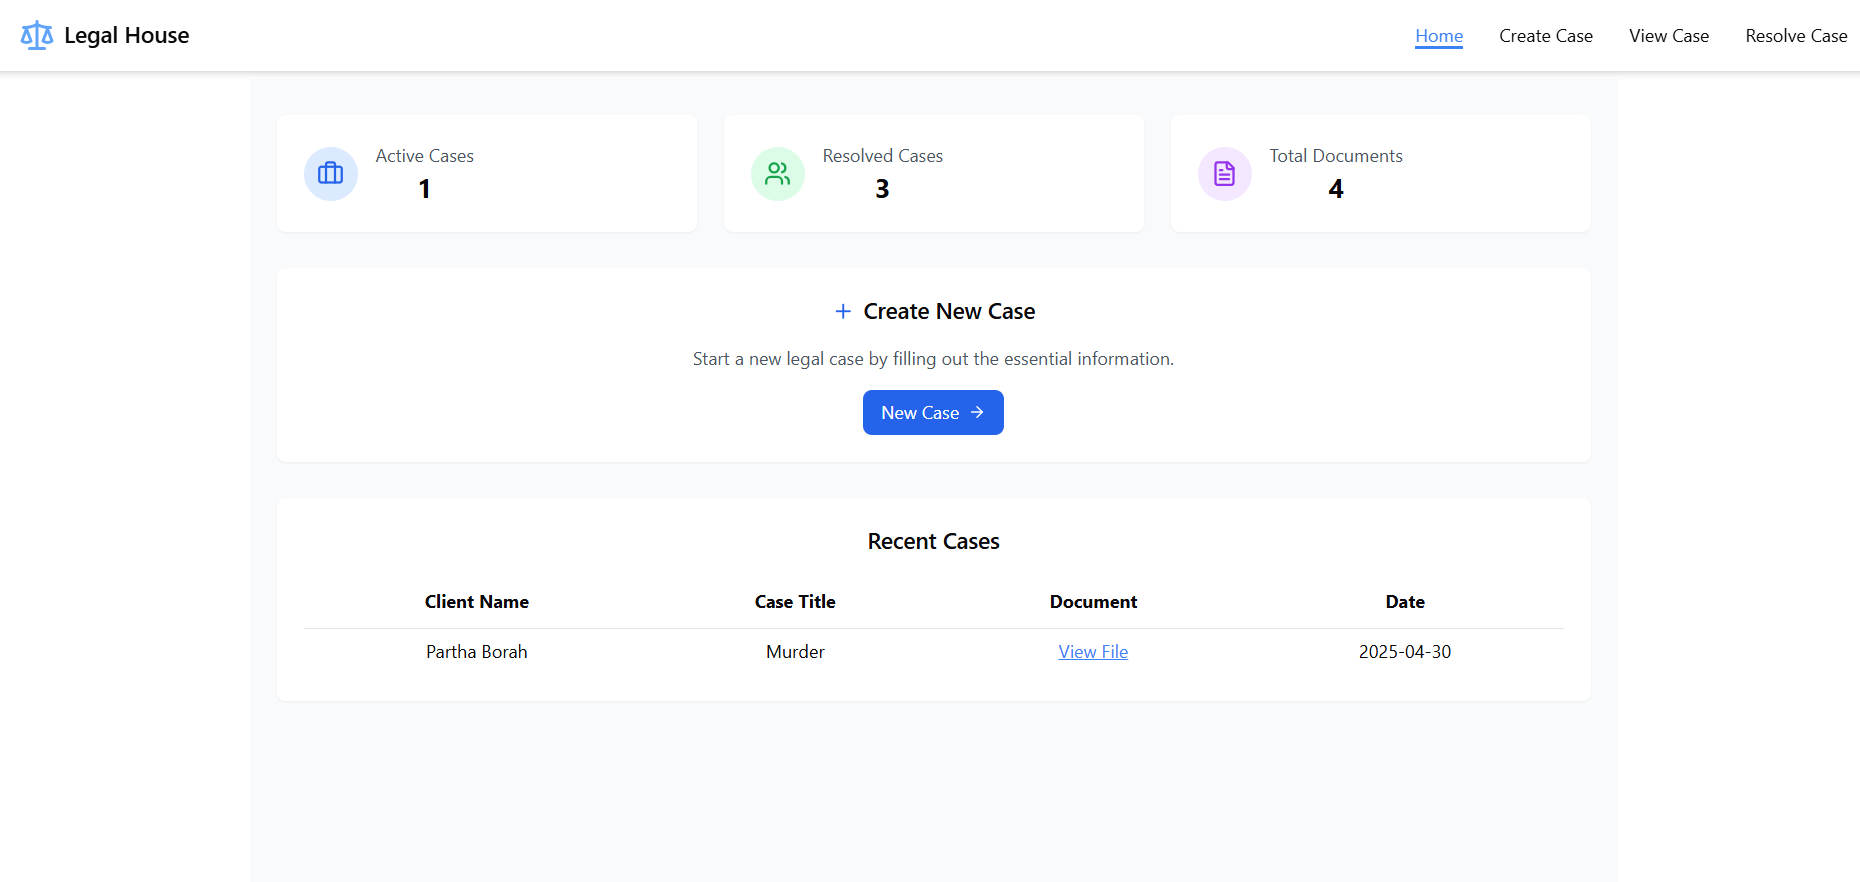 Legal House
Home Create Case View Case Resolve Case
Active Cases
1
Resolved Cases
3
Total Documents
4
Create New Case
Start a new legal case by filling out the essential information.
New Case
Recent Cases
Client Name Case Title Document Date
Partha Borah Murder View File 2025-04-30